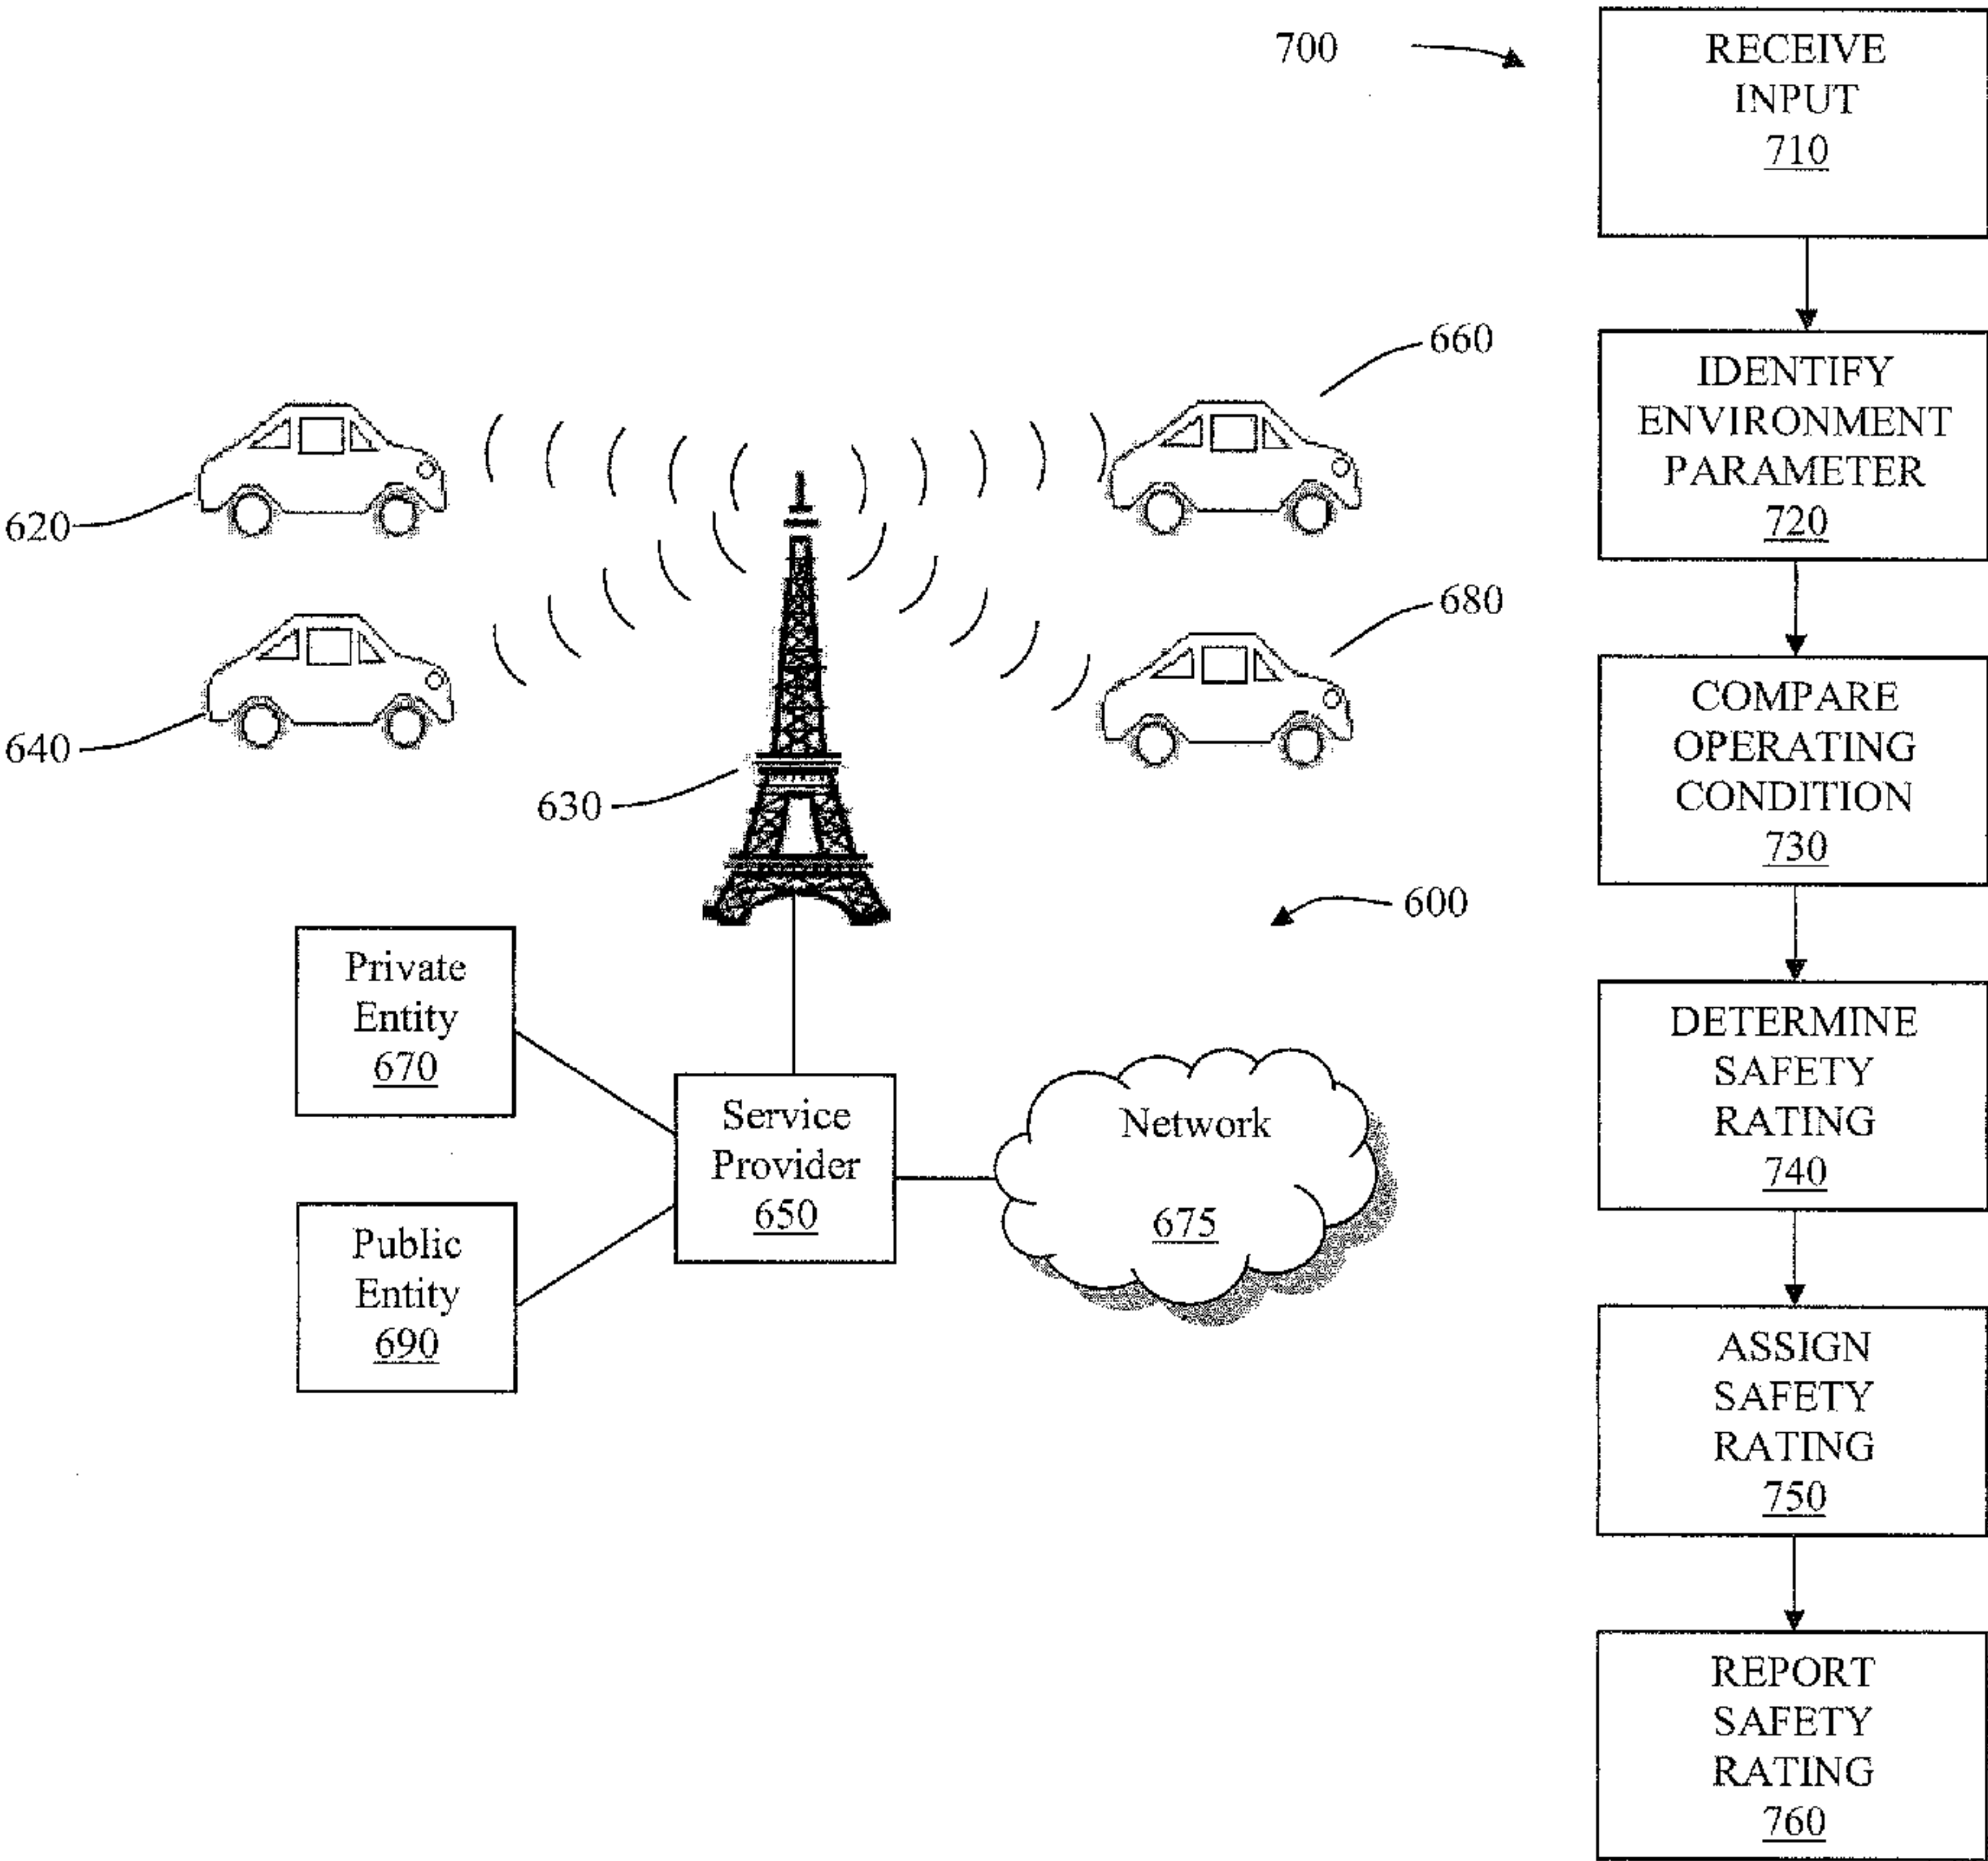 700
RECEIVE
INPUT
710
660
IDENTIFY
ENVIRONMENT
PARAMETER
720
620
680
640
630
COMPARE
OPERATING
CONDITION
730
600
Private
Entity
670
DETERMINE
SAFETY
RATING
740
Service
Provider
650
Network
675
Public
Entity
690
ASSIGN
SAFETY
RATING
750
REPORT
SAFETY
RATING
760